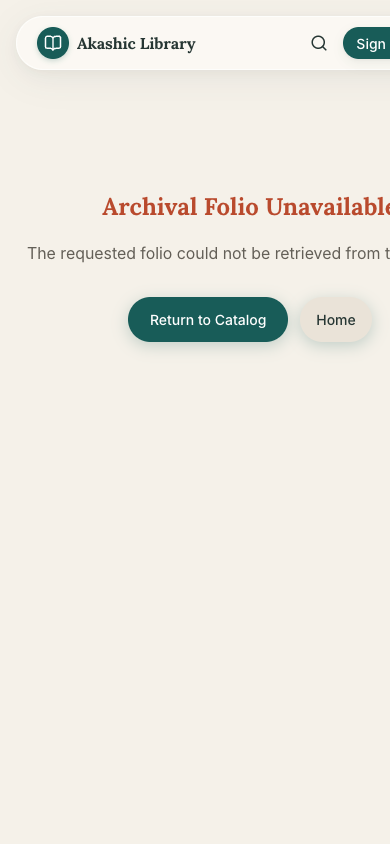 Akashic Library
Sign
Archival Folio Unavailable
The requested folio could not be retrieved from t
Return to Catalog
Home